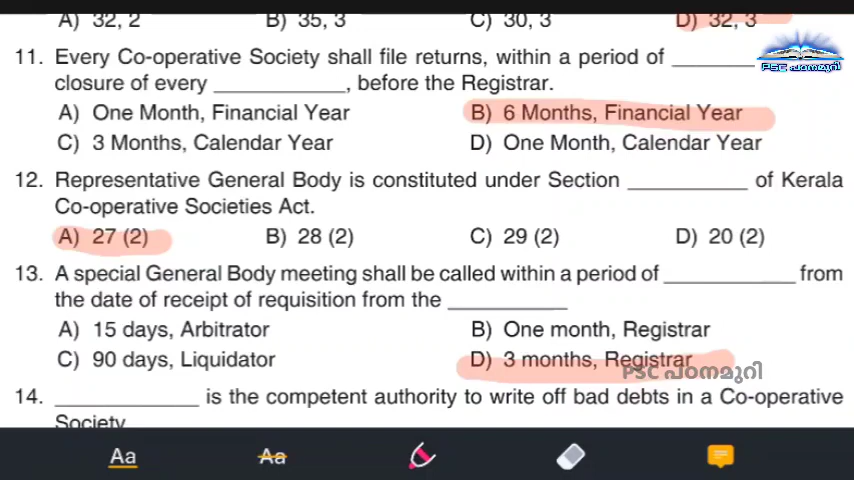 A) 32, 2 B) 35, 3 C) 30, 3 D) 32, 3
11. Every Co-operative Society shall file returns, within a period of ________
closure of every ____________, before the Registrar.
A) One Month, Financial Year B) 6 Months, Financial Year
C) 3 Months, Calendar Year D) One Month, Calendar Year
12. Representative General Body is constituted under Section ___________ of Kerala
Co-operative Societies Act.
A) 27 (2) B) 28 (2) C) 29 (2) D) 20 (2)
13. A special General Body meeting shall be called within a period of ____________ from
the date of receipt of requisition from the ___________
A) 15 days, Arbitrator B) One month, Registrar
C) 90 days, Liquidator D) 3 months, Registrar
14. _____________ is the competent authority to write off bad debts in a Co-operative
Society
PSC പഠനമുറി
PSC പഠനമുറി
Aa Aa